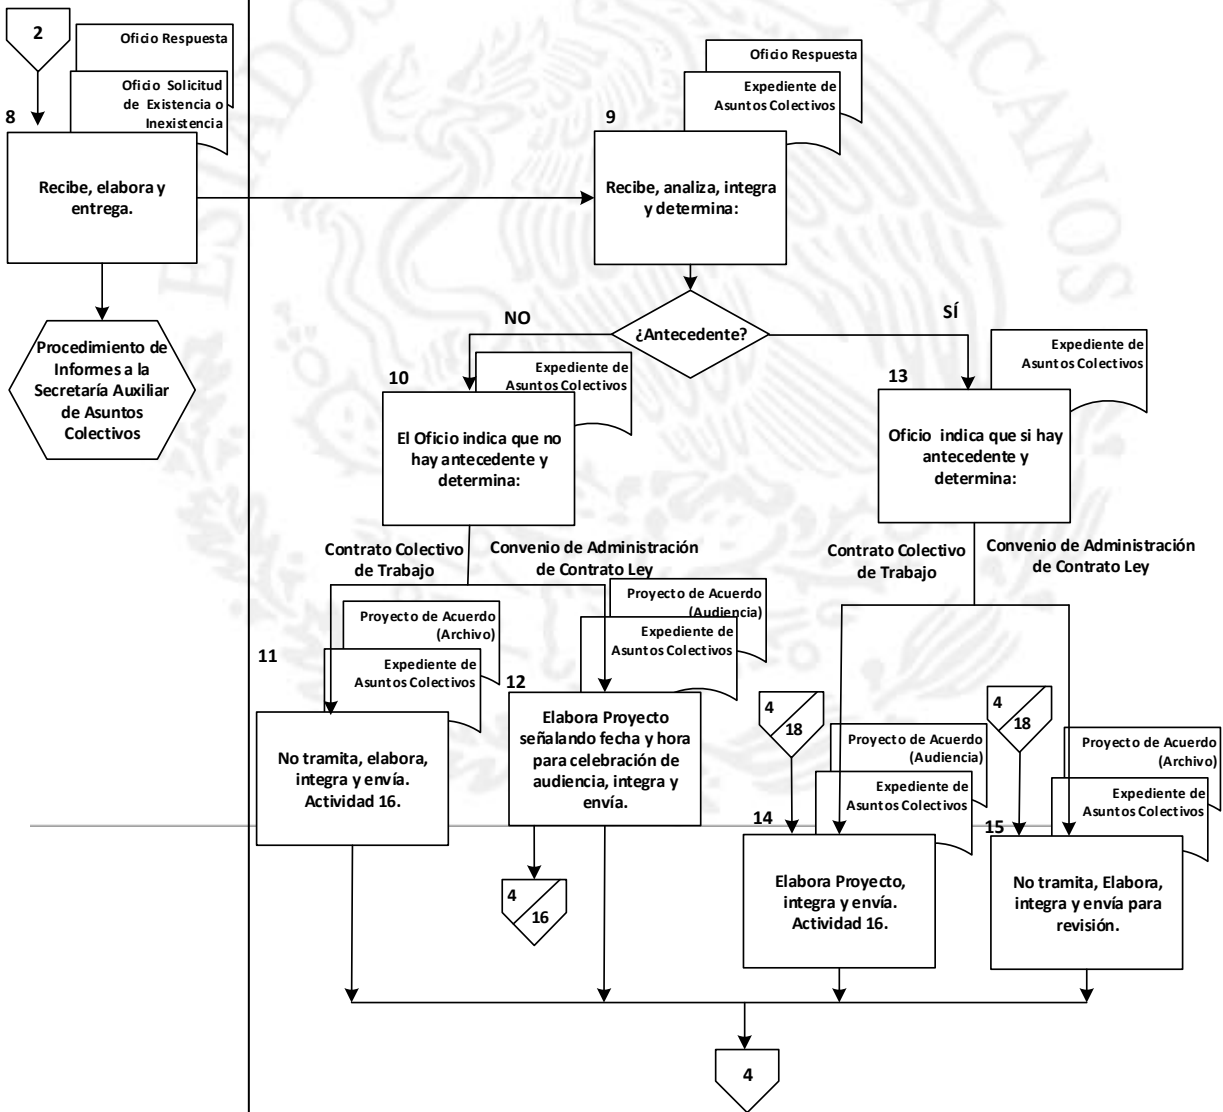 2
Oficio Respuesta
Oficio Solicitud
de Existencia o
Inexistencia
8
Recibe, elabora y
entrega.
Procedimiento de
Informes a la
Secretaría Auxiliar
de Asuntos
Colectivos
Oficio Respuesta
Expediente de
Asuntos Colectivos
9
Recibe, analiza, integra
y determina:
¿Antecedente?
NO
SÍ
Expediente de
Asuntos Colectivos
10
El Oficio indica que no
hay antecedente y
determina:
Expediente de
Asuntos Colectivos
13
Oficio indica que si hay
antecedente y
determina:
Contrato Colectivo
de Trabajo
Convenio de Administración
de Contrato Ley
Contrato Colectivo
de Trabajo
Convenio de Administración
de Contrato Ley
Proyecto de Acuerdo
(Archivo)
Expediente de
Asuntos Colectivos
11
No tramita, elabora,
integra y envía.
Actividad 16.
Proyecto de Acuerdo
(Audiencia)
Expediente de
Asuntos Colectivos
12
Elabora Proyecto
señalando fecha y hora
para celebración de
audiencia, integra y
envía.
4
16
4
18
Proyecto de Acuerdo
(Audiencia)
Expediente de
Asuntos Colectivos
14
Elabora Proyecto,
integra y envía.
Actividad 16.
4
18
Proyecto de Acuerdo
(Archivo)
Expediente de
Asuntos Colectivos
15
No tramita, Elabora,
integra y envía para
revisión.
4